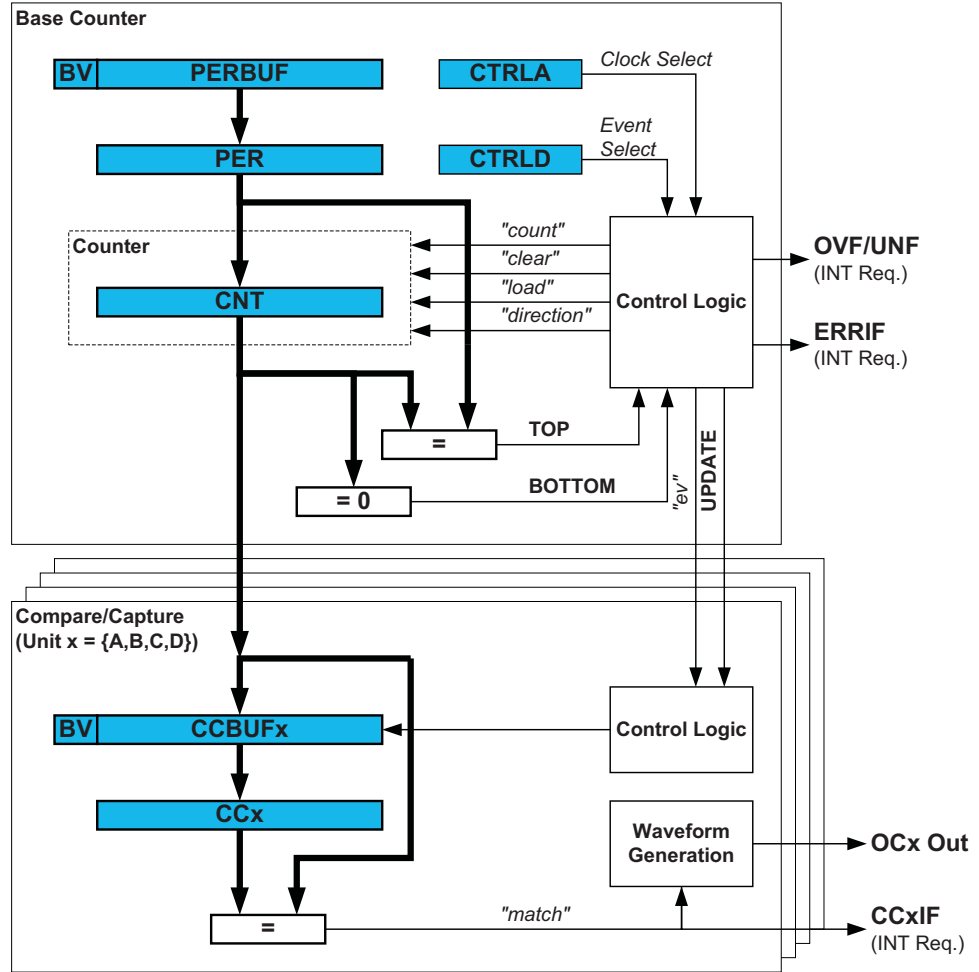 Base Counter
BV PERBUF
CTRLA
Clock Select
PER
CTRLD
Event
Select
Counter
CNT
"count"
"clear"
"load"
"direction"
Control Logic
OVF/UNF
(INT Req.)
ERRIF
(INT Req.)
=
TOP
= 0
BOTTOM
"ev"
UPDATE
Compare/Capture
(Unit x = {A,B,C,D})
BV CCBUFx
Control Logic
CCx
Waveform
Generation
OCx Out
=
"match"
CCxIF
(INT Req.)